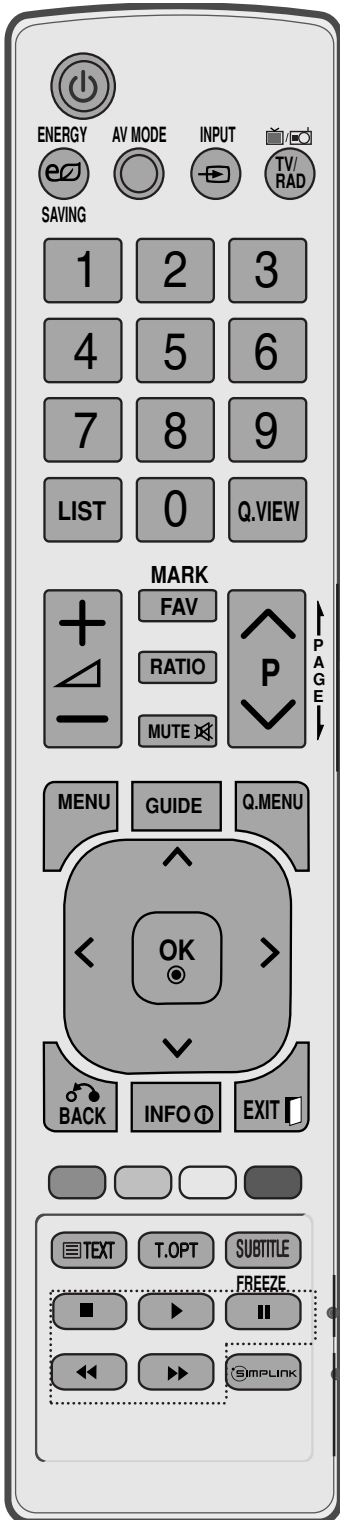 ENERGY AV MODE INPUT
TV/
RAD
SAVING
1 2 3
4 5 6
7 8 9
LIST 0 Q.VIEW
MARK
FAV
RATIO
P
PAGE
MUTE
MENU GUIDE Q.MENU
OK
BACK INFO EXIT
TEXT T.OPT SUBTITLE
FREEZE
SIMPLINK